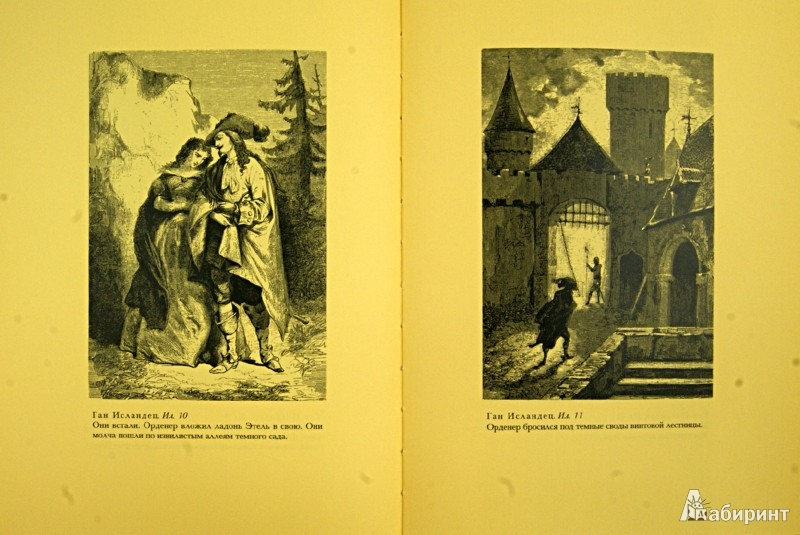 Ган Исландец. Ил. 10
Они встали. Орденер вложил ладонь Этель в свою. Они
молча пошли по извилистым аллеям темного сада.
Ган Исландец. Ил. 11
Орденер бросился под темные своды винтовой лестницы.
Лабиринт